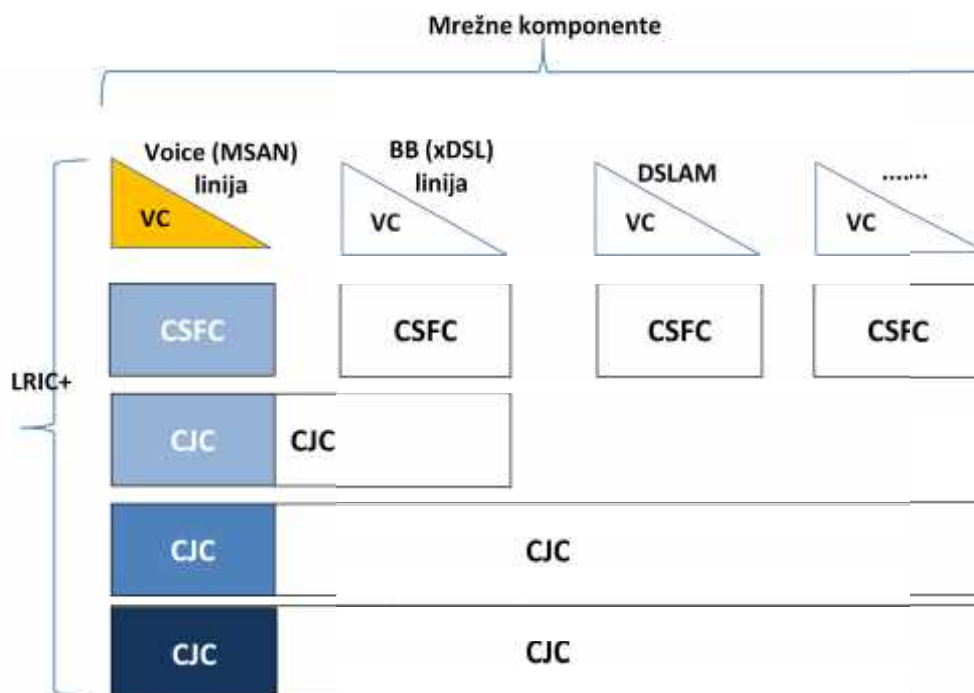 Mrežne komponente
Voice (MSAN)
linija
BB (xDSL)
linija
DSLAM
.......
VC
VC
VC
VC
CSFC
CSFC
CSFC
CSFC
LRIC+
CJC
CJC
CJC
CJC
CJC
CJC